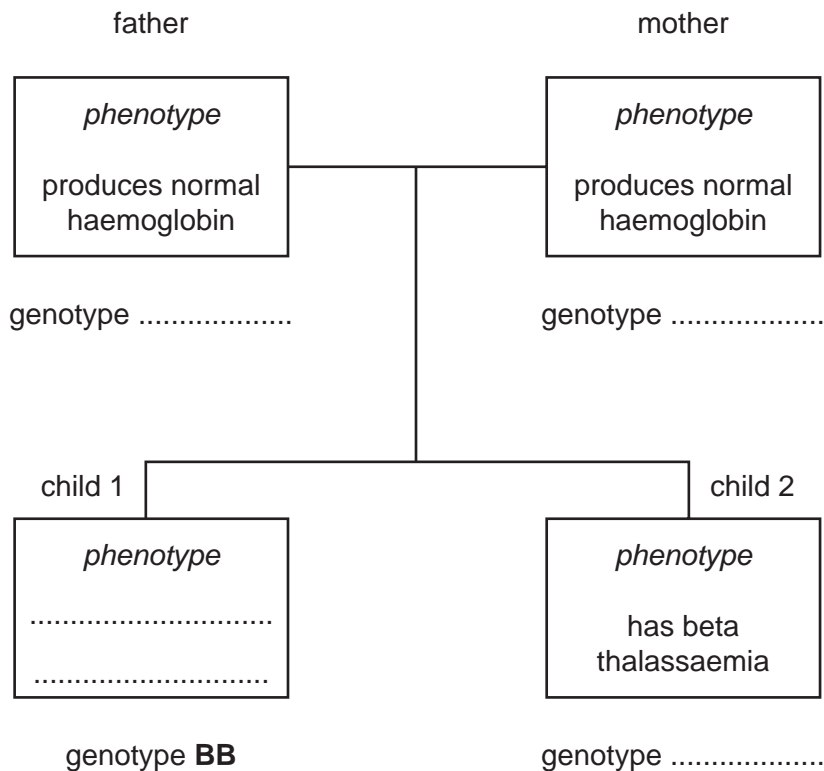 father
mother
phenotype
produces normal
haemoglobin
phenotype
produces normal
haemoglobin
genotype ...................
genotype ...................
child 1
child 2
phenotype
..............................
.............................
phenotype
has beta
thalassaemia
genotype BB
genotype ...................